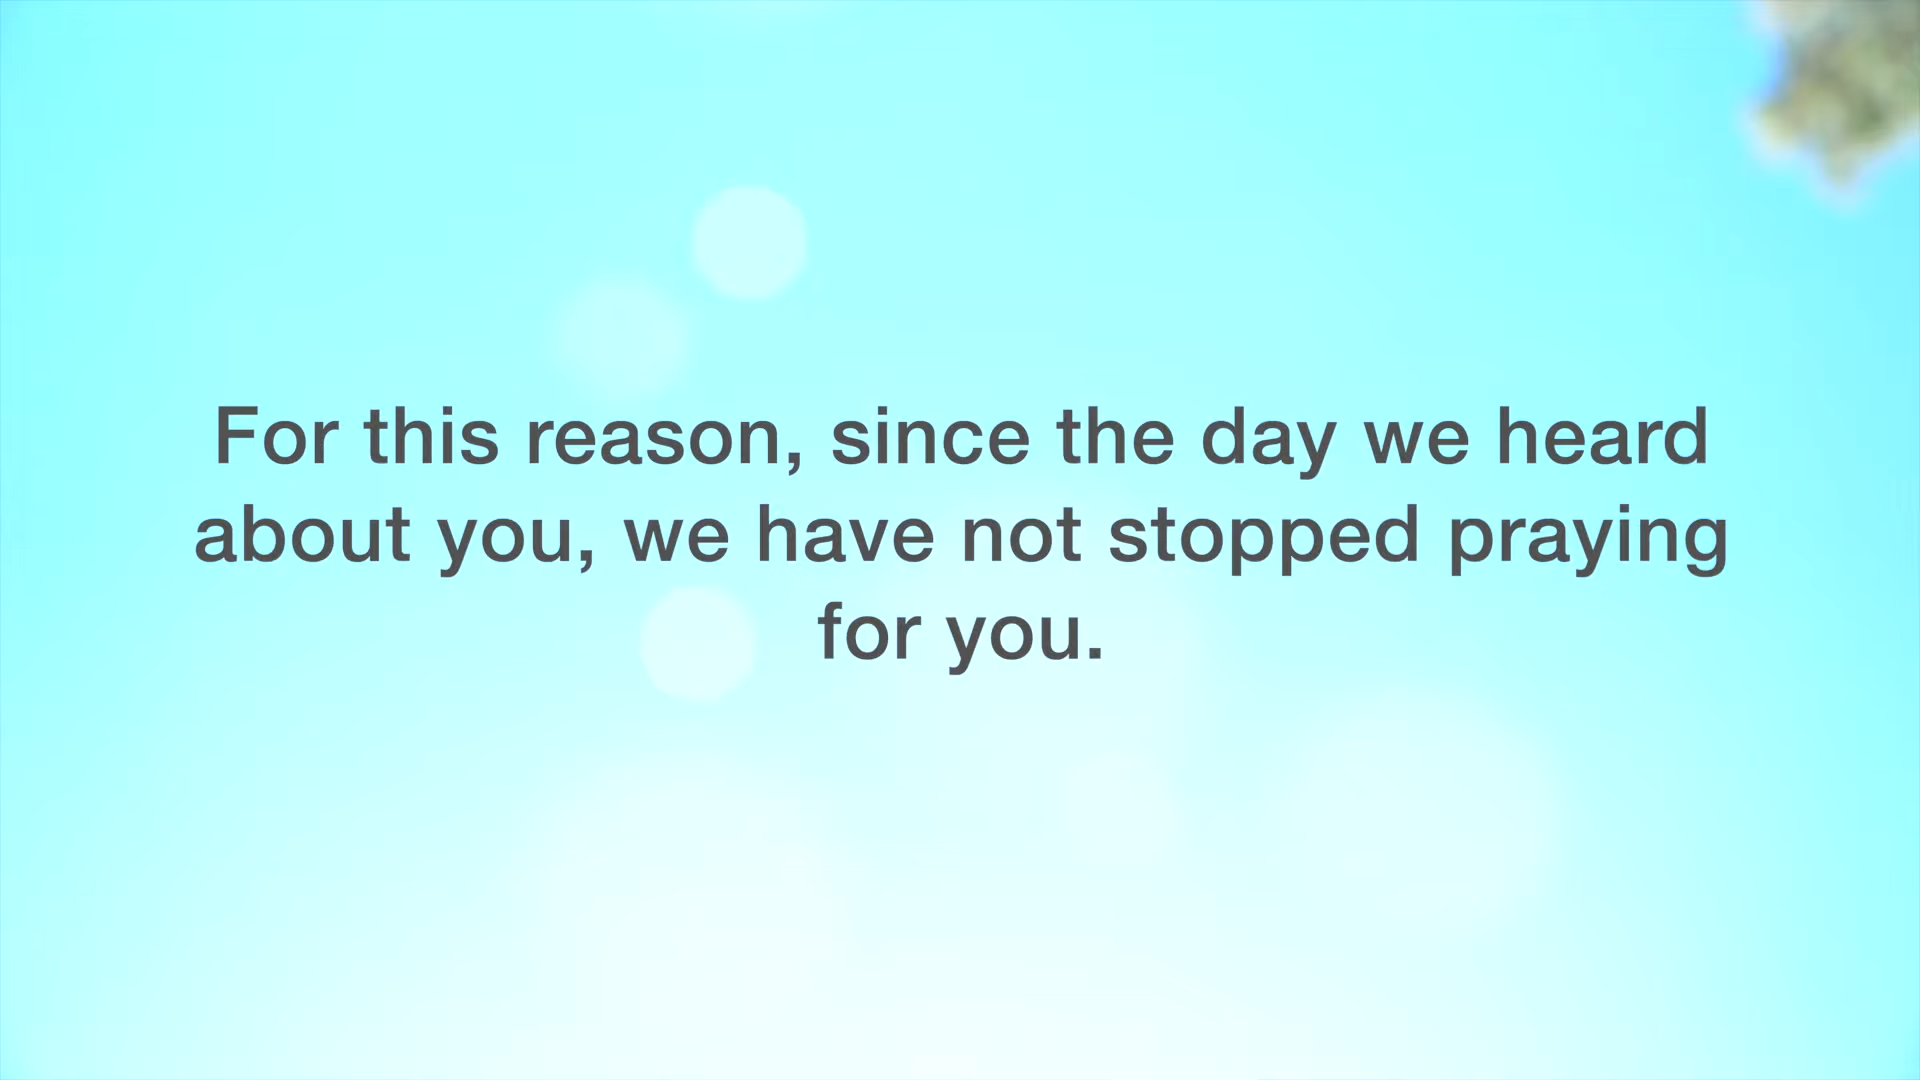 For this reason, since the day we heard
about you, we have not stopped praying
for you.